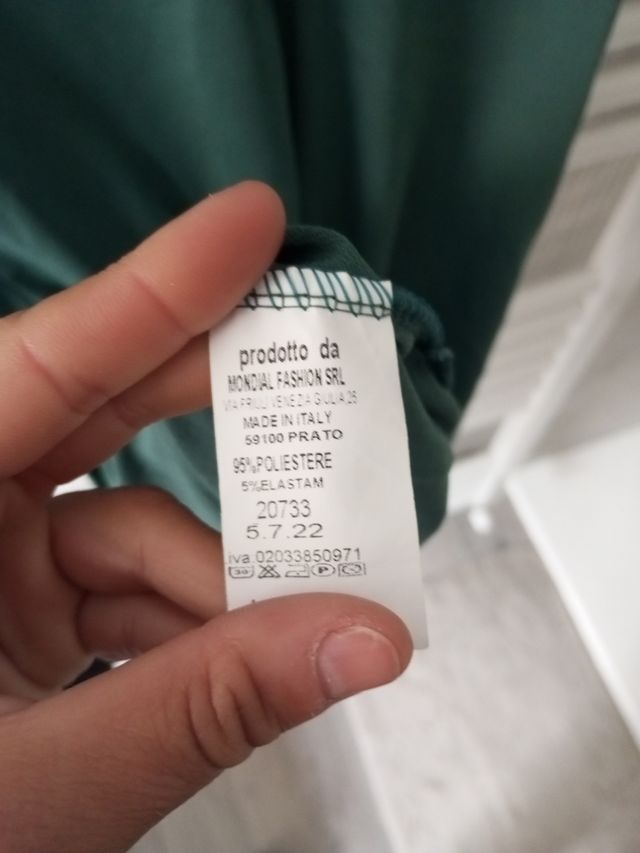 prodotto da
MONDIAL FASHION SRL
VIA FRIULI VENEZIA GIULIA,26
MADE IN ITALY
59100 PRATO
95%POLIESTERE
5%ELASTAM
20733
5.7.22
.iva.02033850971
30 P